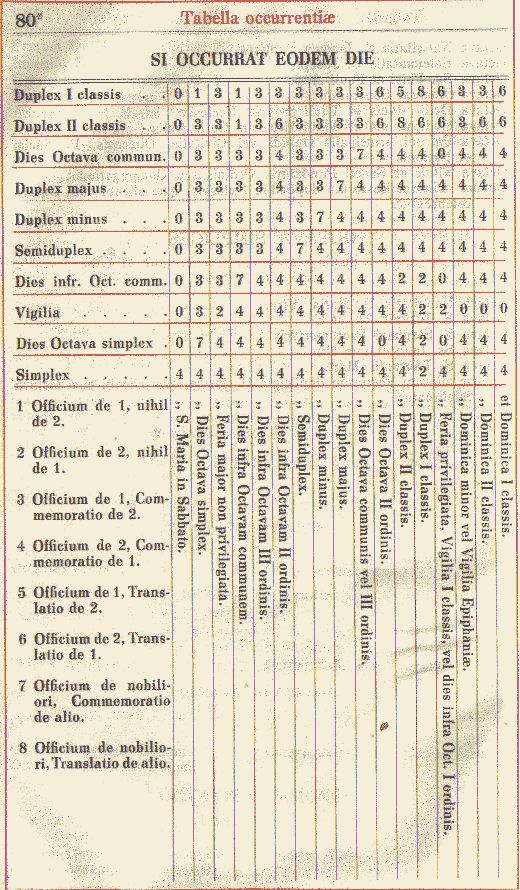 80*
Tabella occurrentiæ
SI OCCURRAT EODEM DIE
Duplex I classis . . 0 1 3 1 3 3 3 3 3 3 6 5 8 6 3 3 6
Duplex II classis . 0 3 3 1 3 6 3 3 3 3 6 8 6 6 3 6 6
Dies Octava commun. 0 3 3 3 3 4 3 3 3 7 4 4 4 0 4 4 4
Duplex majus . . . 0 3 3 3 3 4 3 3 7 4 4 4 4 4 4 4 4
Duplex minus . . . 0 3 3 3 3 4 3 7 4 4 4 4 4 4 4 4 4
Semiduplex . . . . 0 3 3 3 3 4 7 4 4 4 4 4 4 4 4 4 4
Dies infr. Oct. comm. 0 3 3 7 4 4 4 4 4 4 4 2 2 0 4 4 4
Vigilia . . . . . 0 3 2 4 4 4 4 4 4 4 4 4 2 2 0 0 0
Dies Octava simplex . 0 7 4 4 4 4 4 4 4 4 0 4 2 0 4 4 4
Simplex . . . . . 4 4 4 4 4 4 4 4 4 4 4 4 2 4 4 4 4
1 Officium de 1, nihil
de 2.
2 Officium de 2, nihil
de 1.
3 Officium de 1, Com-
memoratio de 2.
4 Officium de 2, Com-
memoratio de 1.
5 Officium de 1, Trans-
latio de 2.
6 Officium de 2, Trans-
latio de 1.
7 Officium de nobili-
ori, Commemoratio
de alio.
8 Officium de nobilio-
ri, Translatio de alio.
„ S. Maria in Sabbato.
„ Dies Octava simplex.
„ Feria major non privilegiata.
„ Dies infra Octavam communem.
„ Dies infra Octavam III ordinis.
„ Dies infra Octavam II ordinis.
„ Semiduplex.
„ Duplex minus.
„ Duplex majus.
„ Dies Octava communis vel III ordinis.
„ Dies Octava II ordinis.
„ Duplex II classis.
„ Duplex I classis.
„ Feria privilegiata, Vigilia I classis, vel dies infra Oct. I ordinis.
„ Dominica minor vel Vigilia Epiphaniæ.
„ Dominica II classis.
et Dominica I classis.